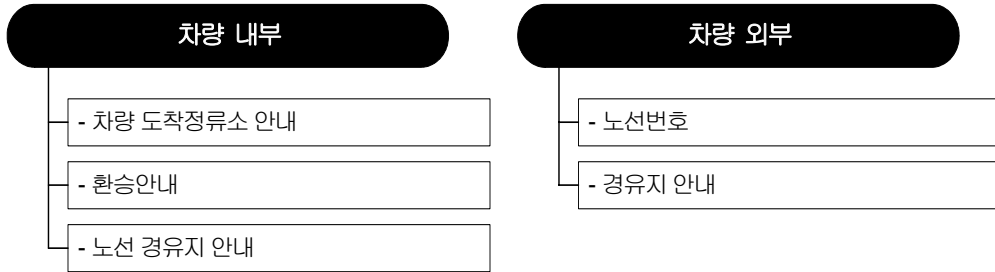 차량 내부
- 차량 도착정류소 안내
- 환승안내
- 노선 경유지 안내
차량 외부
- 노선번호
- 경유지 안내